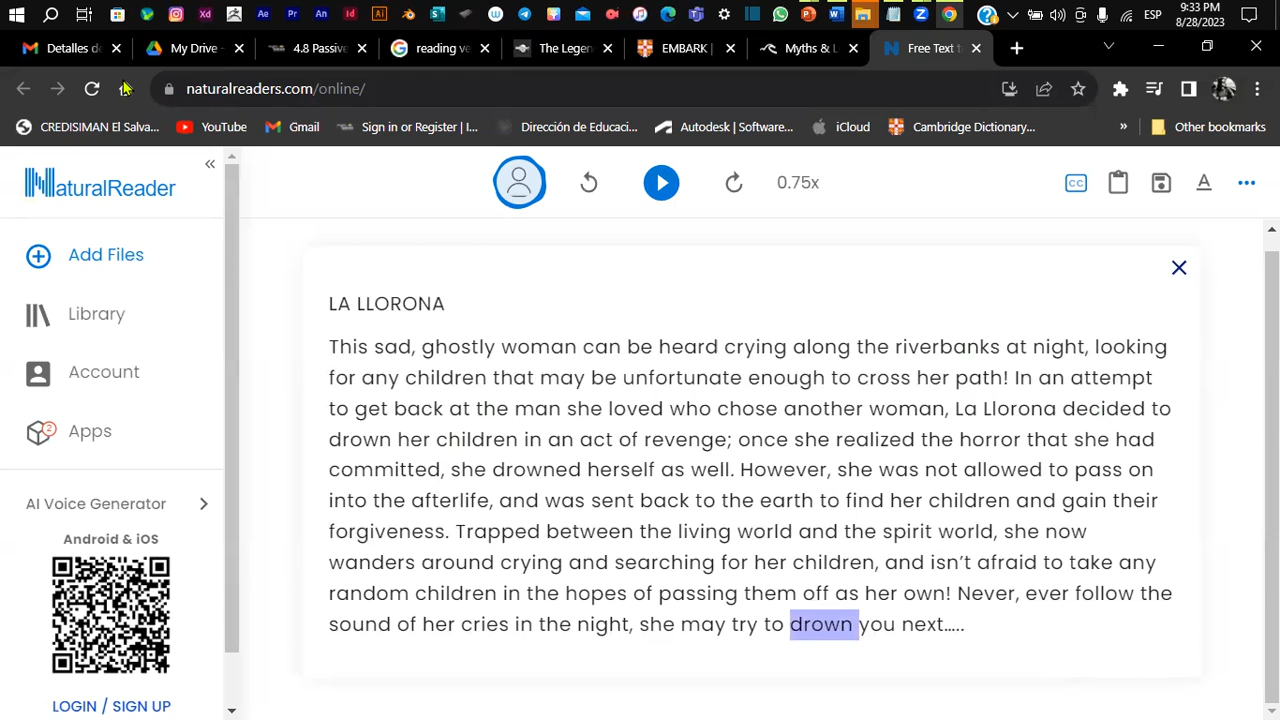 ESP
9:33 PM
8/28/2023
Detalles de
My Drive -
4.8 Passive
reading ve
The Legen
EMBARK |
Myths & L
Free Text t
naturalreaders.com/online/
CREDISIMAN El Salva...
YouTube
Gmail
Sign in or Register | I...
Dirección de Educaci...
Autodesk | Software...
iCloud
Cambridge Dictionary...
»
Other bookmarks
NaturalReader
«
0.75x
CC
Add Files
Library
Account
2
Apps
AI Voice Generator
Android & iOS
LOGIN / SIGN UP
LA LLORONA
This sad, ghostly woman can be heard crying along the riverbanks at night, looking
for any children that may be unfortunate enough to cross her path! In an attempt
to get back at the man she loved who chose another woman, La Llorona decided to
drown her children in an act of revenge; once she realized the horror that she had
committed, she drowned herself as well. However, she was not allowed to pass on
into the afterlife, and was sent back to the earth to find her children and gain their
forgiveness. Trapped between the living world and the spirit world, she now
wanders around crying and searching for her children, and isn’t afraid to take any
random children in the hopes of passing them off as her own! Never, ever follow the
sound of her cries in the night, she may try to drown you next…..